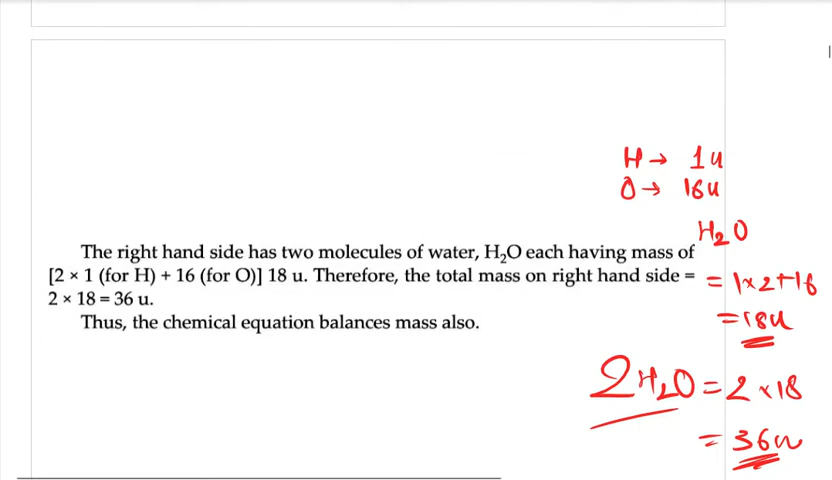 H → 1u
O → 16u
H₂O
The right hand side has two molecules of water, H₂O each having mass of
[2 × 1 (for H) + 16 (for O)] 18 u. Therefore, the total mass on right hand side =
2 × 18 = 36 u.
Thus, the chemical equation balances mass also.
= 1×2+16
= 18u
2H₂O = 2 × 18
= 36u